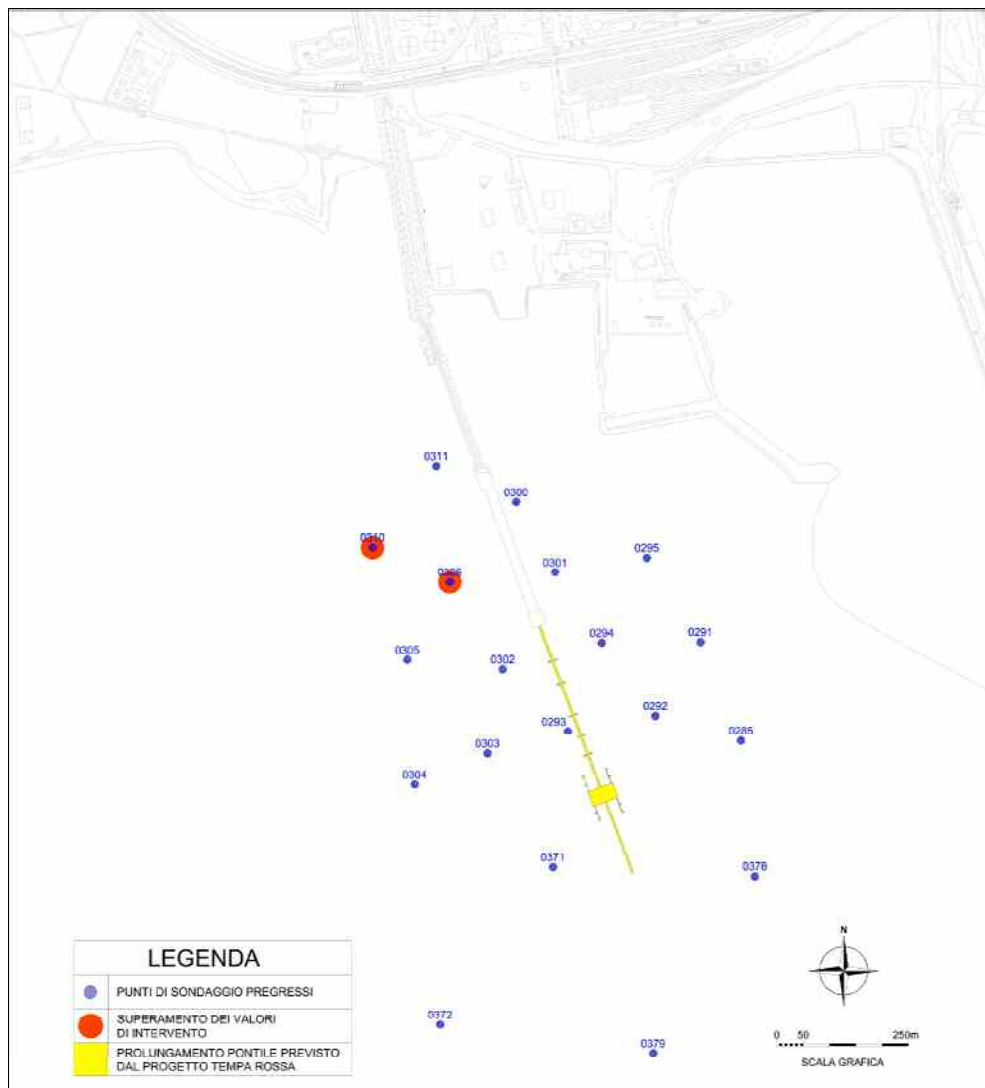 0311
0300
0310
0295
0301
0294
0291
0305
0302
0292
0293
0285
0303
0304
0371
0378
N
LEGENDA
PUNTI DI SONDAGGIO PREGRESSI
SUPERAMENTO DEI VALORI
DI INTERVENTO
PROLUNGAMENTO PONTILE PREVISTO
DAL PROGETTO TEMPA ROSSA
0372
0379
0 50 250m
SCALA GRAFICA